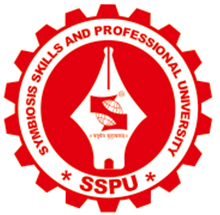 SYMBIOSIS SKILLS AND PROFESSIONAL UNIVERSITY
®
* SSPU *